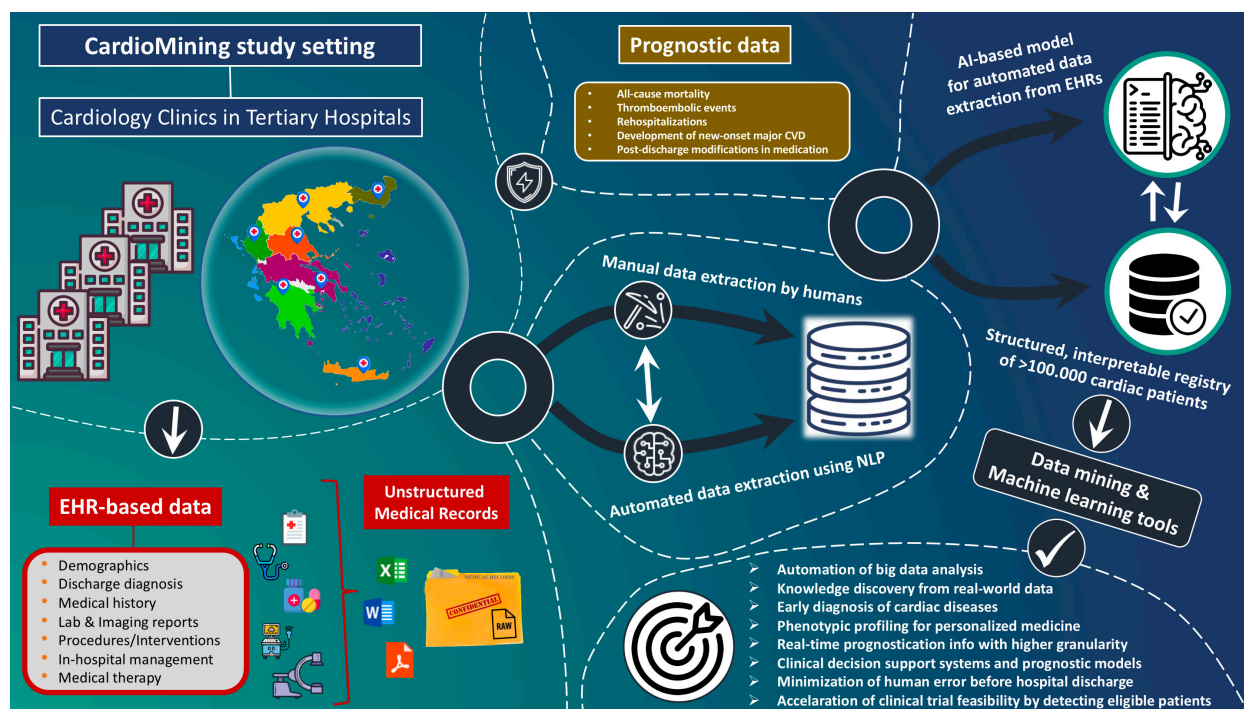 CardioMining study setting
Cardiology Clinics in Tertiary Hospitals
Prognostic data
• All-cause mortality
• Thromboembolic events
• Rehospitalizations
• Development of new-onset major CVD
• Post-discharge modifications in medication
AI-based model
for automated data
extraction from EHRs
Manual data extraction by humans
Automated data extraction using NLP
Structured, interpretable registry
of >100.000 cardiac patients
Data mining &
Machine learning tools
EHR-based data
• Demographics
• Discharge diagnosis
• Medical history
• Lab & Imaging reports
• Procedures/Interventions
• In-hospital management
• Medical therapy
Unstructured
Medical Records
X
W
MEDICAL RECORDS
CONFIDENTIAL
RAW
➢ Automation of big data analysis
➢ Knowledge discovery from real-world data
➢ Early diagnosis of cardiac diseases
➢ Phenotypic profiling for personalized medicine
➢ Real-time prognostication info with higher granularity
➢ Clinical decision support systems and prognostic models
➢ Minimization of human error before hospital discharge
➢ Accelaration of clinical trial feasibility by detecting eligible patients